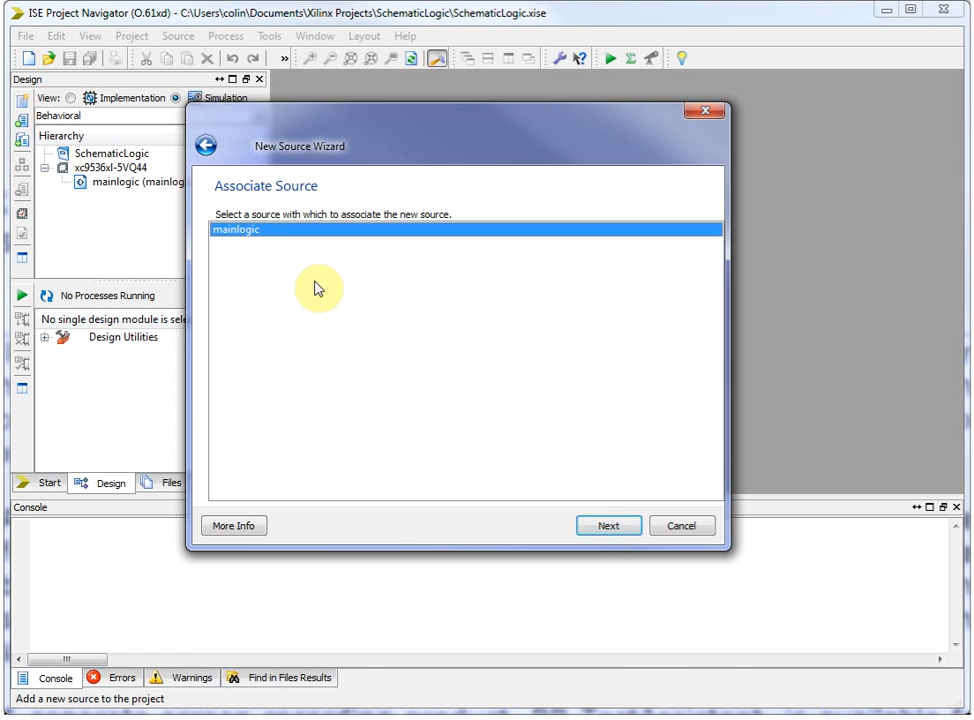 ISE Project Navigator (O.61xd) - C:\Users\colin\Documents\Xilinx Projects\SchematicLogic\SchematicLogic.xise
File Edit View Project Source Process Tools Window Layout Help
»
Design
View: Implementation Simulation
Behavioral
Hierarchy
SchematicLogic
xc9536xl-5VQ44
mainlogic (mainlog
No Processes Running
No single design module is sele
Design Utilities
Start Design Files
New Source Wizard
Associate Source
Select a source with which to associate the new source.
mainlogic
More Info Next Cancel
Console
Console Errors Warnings Find in Files Results
Add a new source to the project